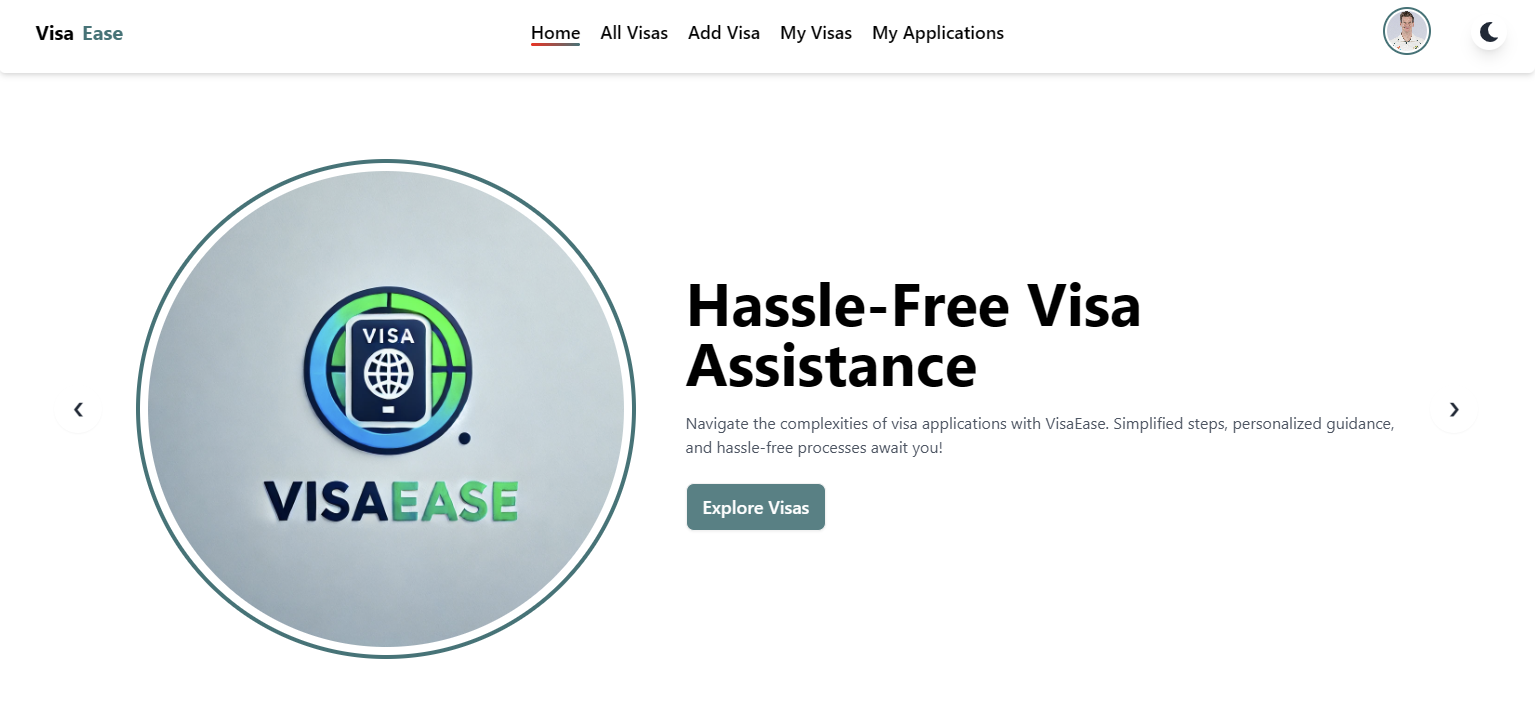 Visa Ease
Home All Visas Add Visa My Visas My Applications
VISA
VISAEASE
Hassle-Free Visa
Assistance
Navigate the complexities of visa applications with VisaEase. Simplified steps, personalized guidance,
and hassle-free processes await you!
Explore Visas